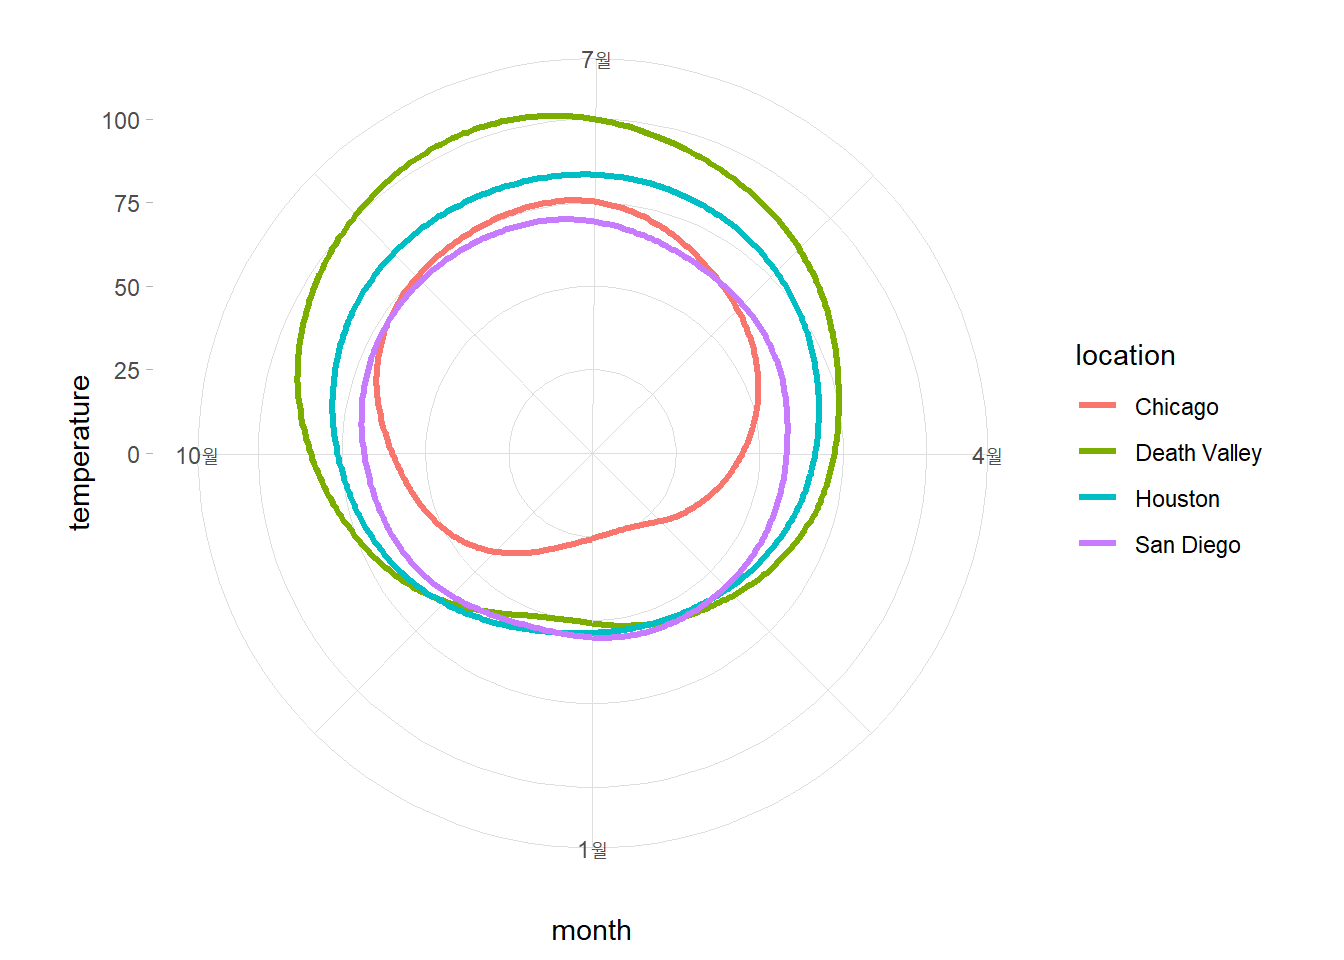 7월
100
75
50
25
0
10월
4월
1월
temperature
month
location
Chicago
Death Valley
Houston
San Diego